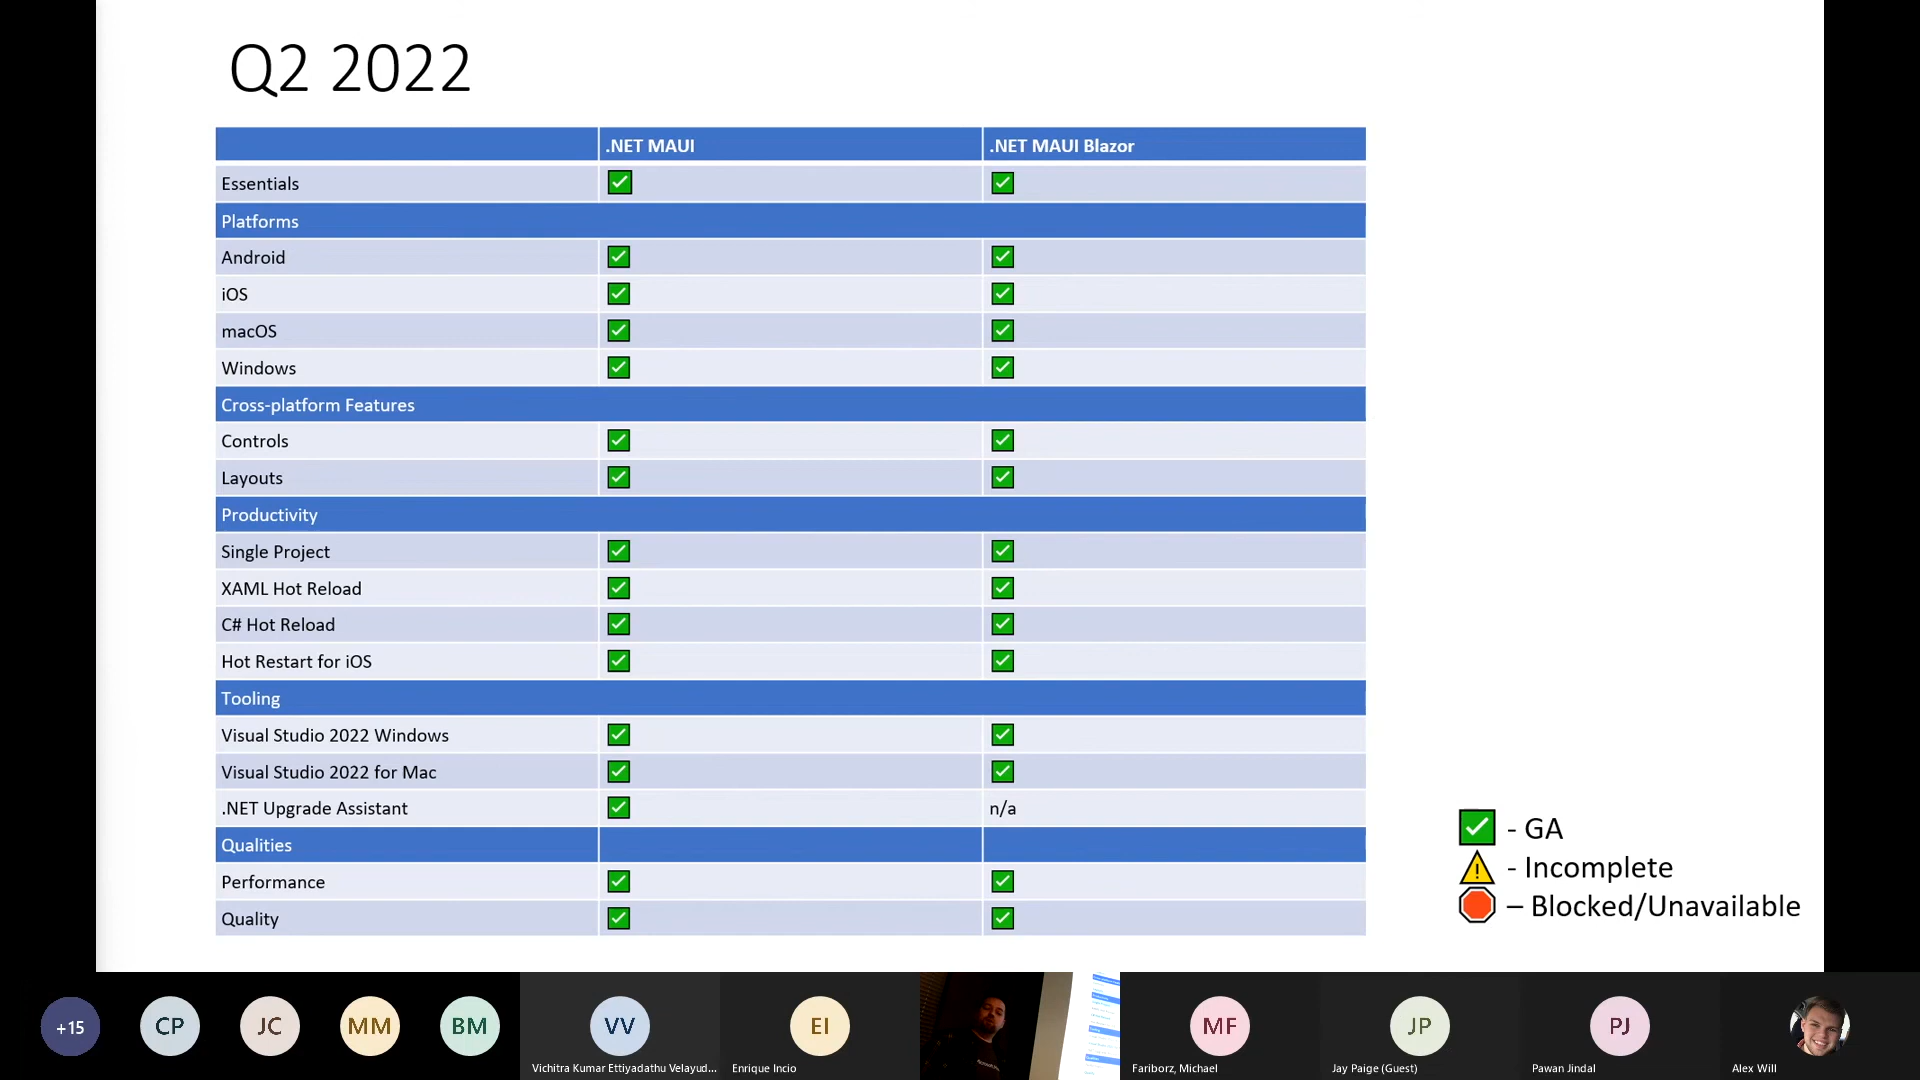 Q2 2022
.NET MAUI .NET MAUI Blazor
Essentials
Platforms
Android
iOS
macOS
Windows
Cross-platform Features
Controls
Layouts
Productivity
Single Project
XAML Hot Reload
C# Hot Reload
Hot Restart for iOS
Tooling
Visual Studio 2022 Windows
Visual Studio 2022 for Mac
.NET Upgrade Assistant n/a
Qualities
Performance
Quality
- GA
- Incomplete
– Blocked/Unavailable
+15 CP JC MM BM VV EI MF JP PJ
Vichitra Kumar Ettiyadathu Velayud... Enrique Incio Fariborz, Michael Jay Paige (Guest) Pawan Jindal Alex Will